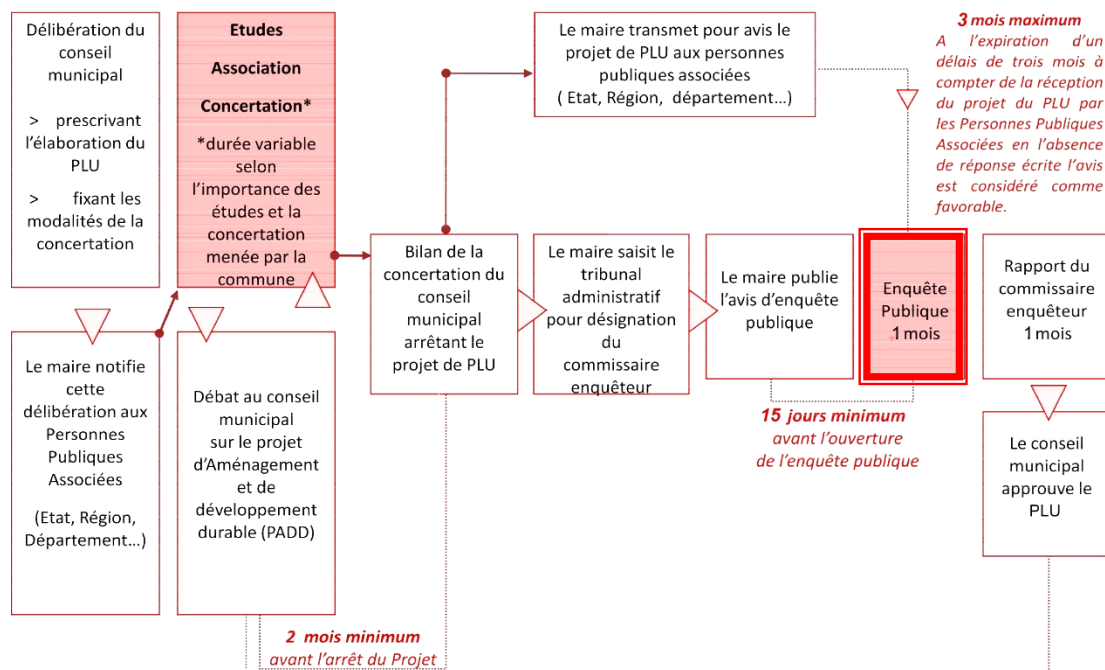 Délibération du
conseil
municipal
> prescrivant
l'élaboration du
PLU
> fixant les
modalités de la
concertation
Le maire notifie
cette
délibération aux
Personnes
Publiques
Associées
(Etat, Région,
Département...)
Etudes
Association
Concertation*
*durée variable
selon
l'importance des
études et la
concertation
menée par la
commune
Débat au conseil
municipal
sur le projet
d'Aménagement
et de
développement
durable (PADD)
2 mois minimum
avant l'arrêt du Projet
Bilan de la
concertation du
conseil
municipal
arrêtant le
projet de PLU
Le maire transmet pour avis le
projet de PLU aux personnes
publiques associées
( Etat, Région, département...)
Le maire saisit le
tribunal
administratif
pour désignation
du
commissaire
enquêteur
Le maire publie
l'avis d'enquête
publique
15 jours minimum
avant l'ouverture
de l'enquête publique
Enquête
Publique
1 mois
3 mois maximum
A l'expiration d'un
délais de trois mois à
compter de la réception
du projet du PLU par
les Personnes Publiques
Associées en l'absence
de réponse écrite l'avis
est considéré comme
favorable.
Rapport du
commissaire
enquêteur
1 mois
Le conseil
municipal
approuve le
PLU